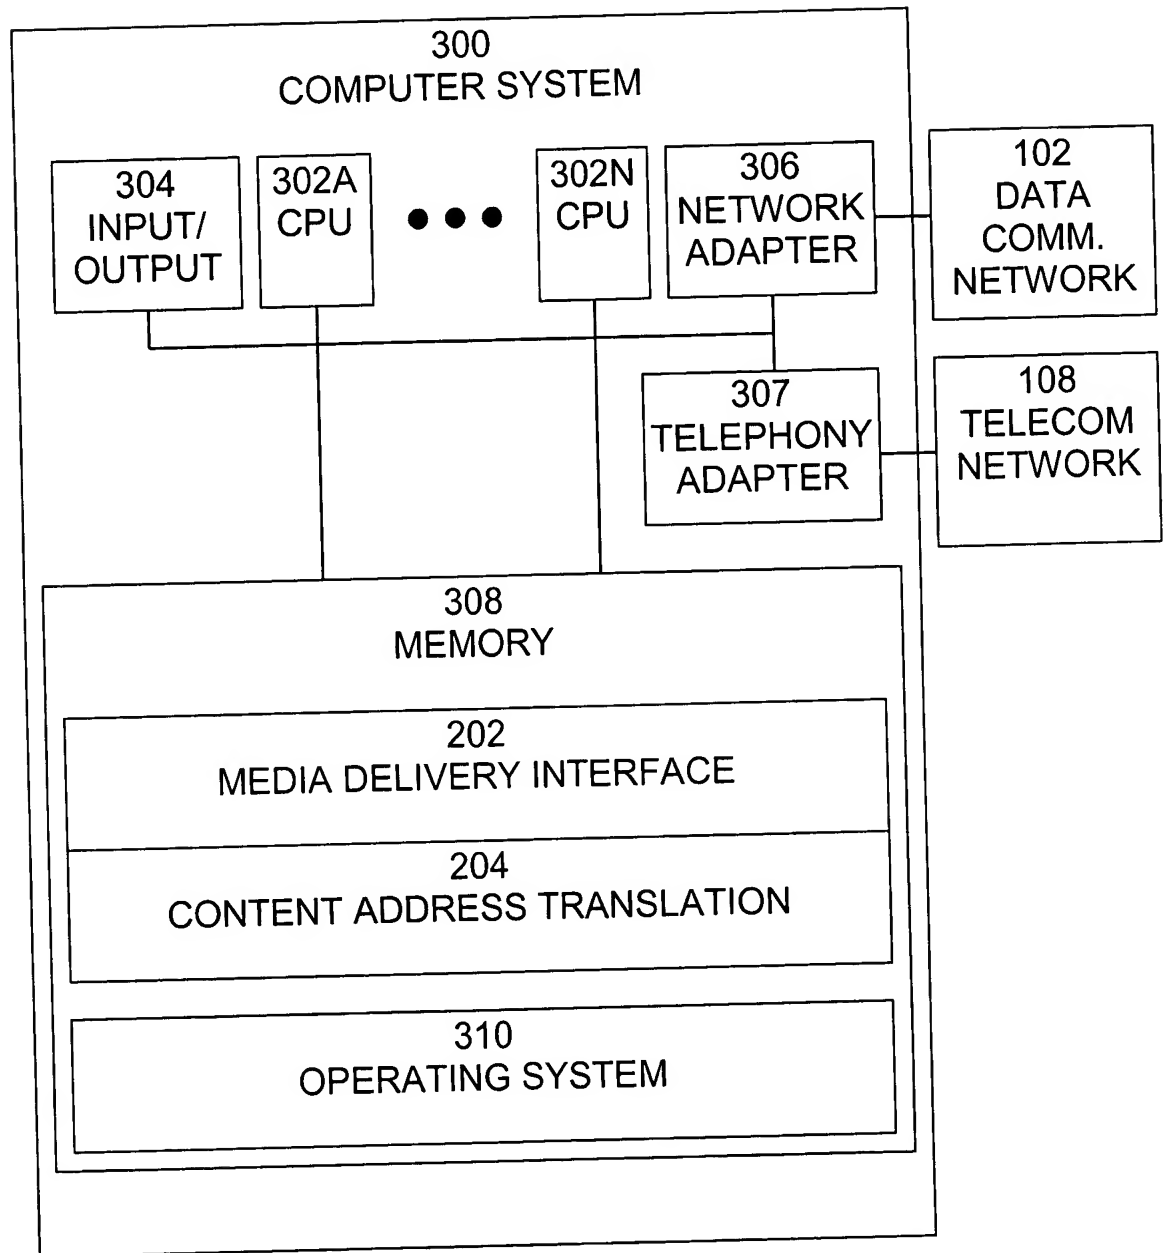 300
COMPUTER SYSTEM
304
INPUT/
OUTPUT
302A
CPU
302N
CPU
306
NETWORK
ADAPTER
102
DATA
COMM.
NETWORK
307
TELEPHONY
ADAPTER
108
TELECOM
NETWORK
308
MEMORY
202
MEDIA DELIVERY INTERFACE
204
CONTENT ADDRESS TRANSLATION
310
OPERATING SYSTEM